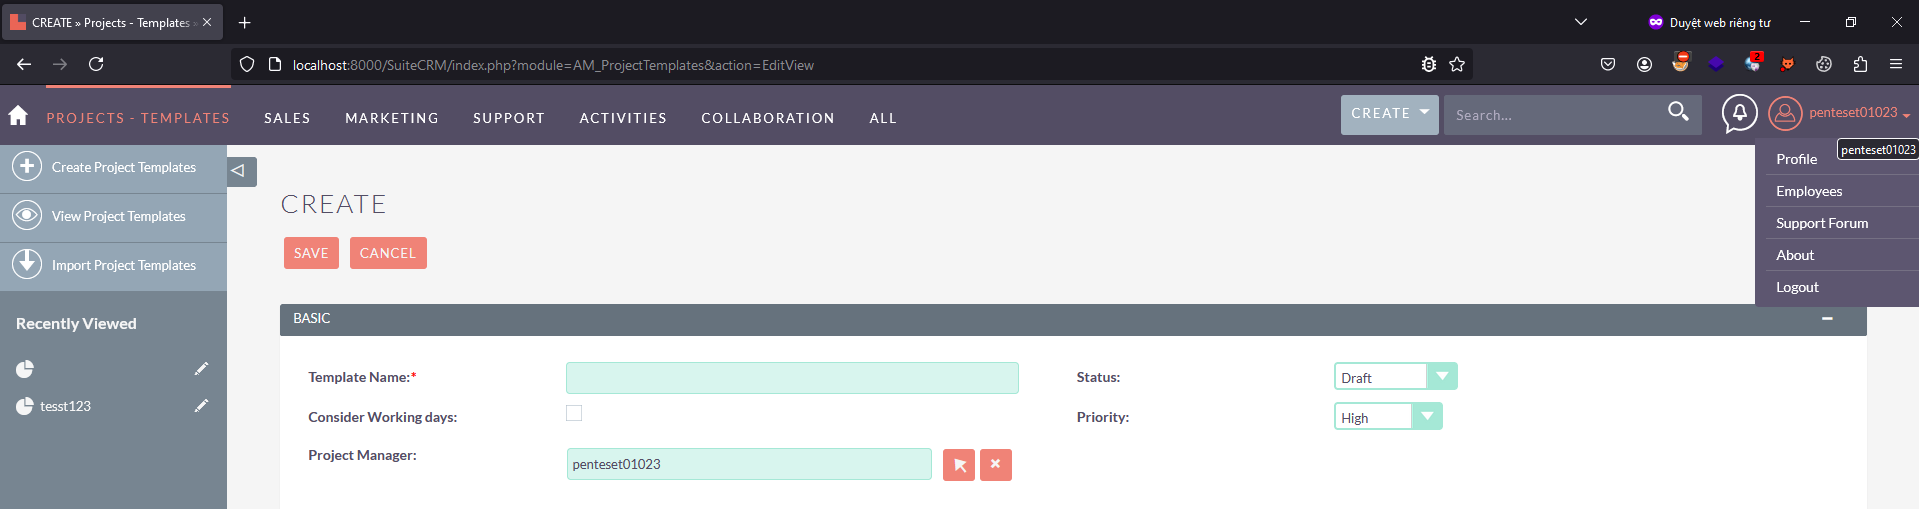 CREATE » Projects - Templates »
Duyệt web riêng tư
localhost:8000/SuiteCRM/index.php?module=AM_ProjectTemplates&action=EditView
2
PROJECTS - TEMPLATES
SALES
MARKETING
SUPPORT
ACTIVITIES
COLLABORATION
ALL
CREATE
Search...
penteset01023
penteset01023
Profile
Employees
Support Forum
About
Logout
Create Project Templates
View Project Templates
Import Project Templates
Recently Viewed
tesst123
CREATE
SAVE
CANCEL
BASIC
Template Name:*
Status:
Draft
Consider Working days:
Priority:
High
Project Manager:
penteset01023